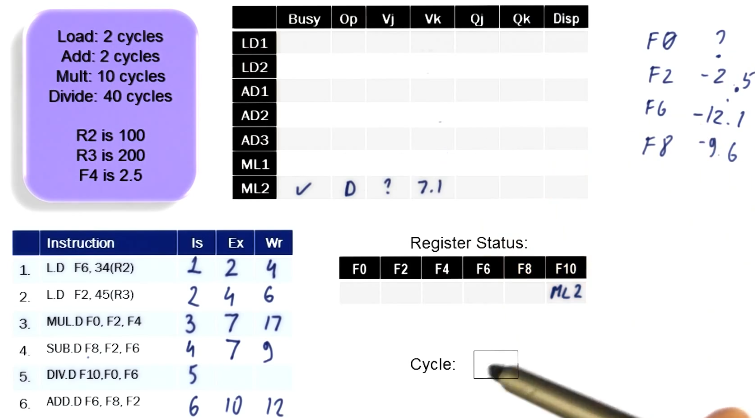 Load: 2 cycles
Add: 2 cycles
Mult: 10 cycles
Divide: 40 cycles
R2 is 100
R3 is 200
F4 is 2.5
Busy Op Vj Vk Qj Qk Disp
LD1
LD2
AD1
AD2
AD3
ML1
ML2 ✓ D ? 7.1
F0 ?
F2 -2.5
F6 -12.1
F8 -9.6
Instruction Is Ex Wr
1. L.D F6, 34(R2) 1 2 4
2. L.D F2, 45(R3) 2 4 6
3. MUL.D F0, F2, F4 3 7 17
4. SUB.D F8, F2, F6 4 7 9
5. DIV.D F10,F0, F6 5
6. ADD.D F6, F8, F2 6 10 12
Register Status:
F0 F2 F4 F6 F8 F10
ML2
Cycle: